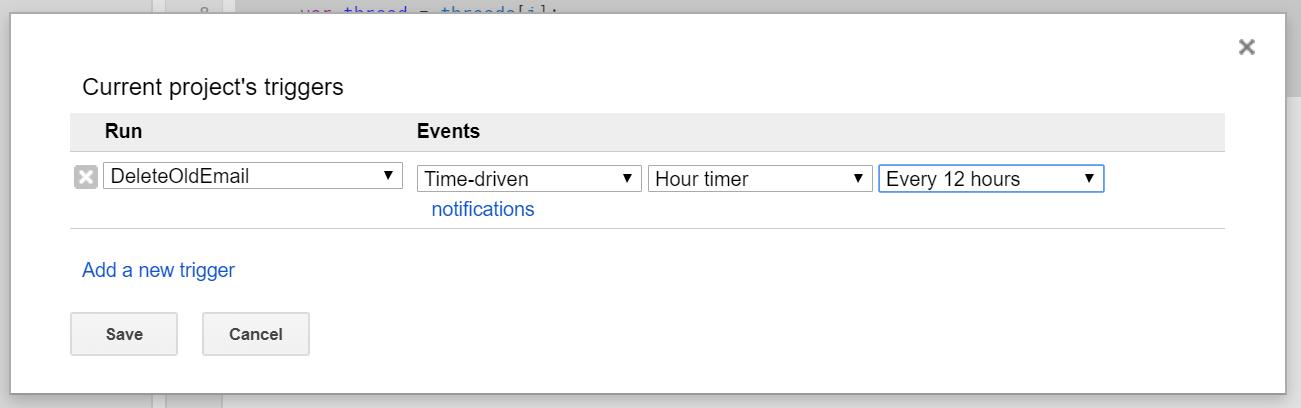 8 var thread = threads[i];
Current project's triggers
Run Events
DeleteOldEmail Time-driven Hour timer Every 12 hours
notifications
Add a new trigger
Save Cancel